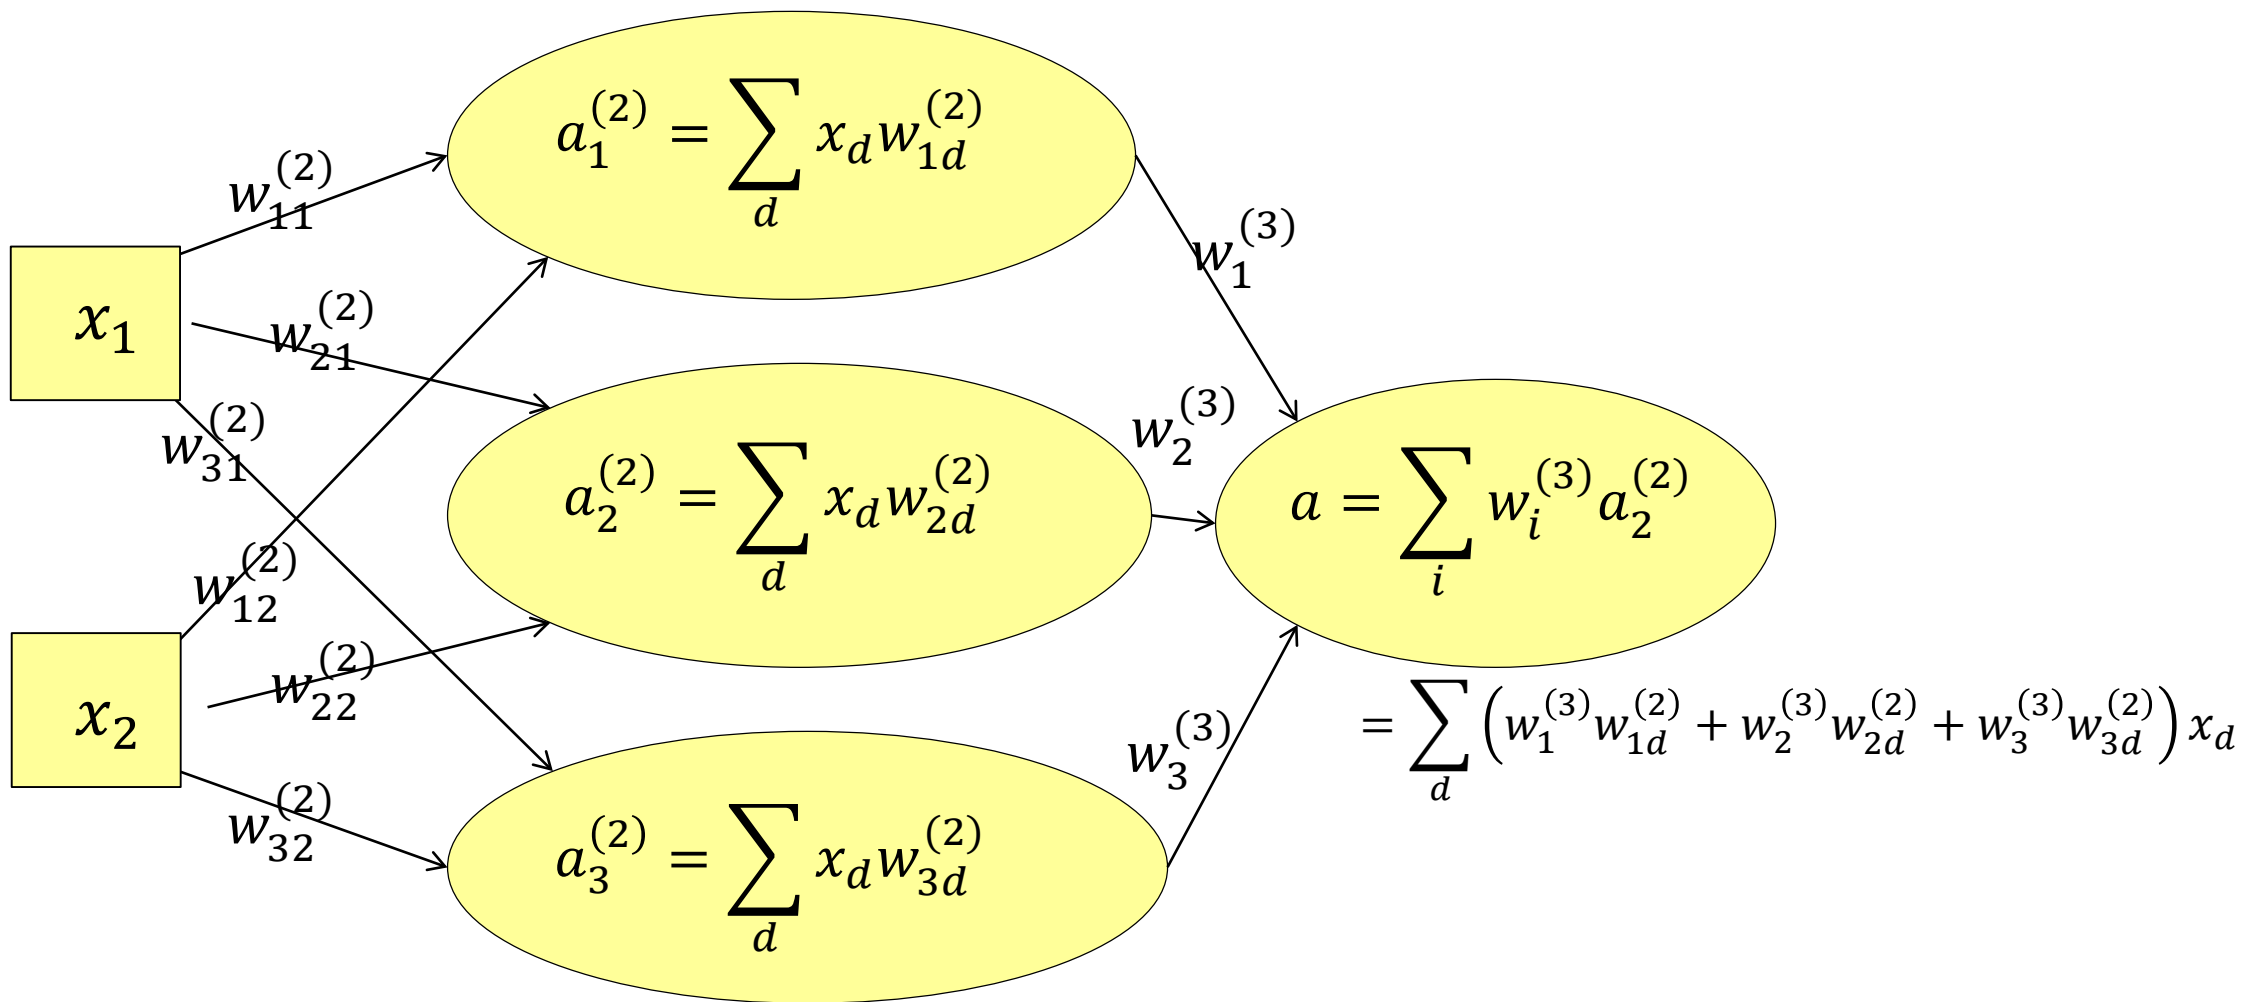 x_1
x_2
w_{11}^{(2)}
w_{21}^{(2)}
w_{31}^{(2)}
w_{12}^{(2)}
w_{22}^{(2)}
w_{32}^{(2)}
a_1^{(2)} = \sum_d x_d w_{1d}^{(2)}
a_2^{(2)} = \sum_d x_d w_{2d}^{(2)}
a_3^{(2)} = \sum_d x_d w_{3d}^{(2)}
w_1^{(3)}
w_2^{(3)}
w_3^{(3)}
a = \sum_i w_i^{(3)} a_2^{(2)}
= \sum_d \left( w_1^{(3)} w_{1d}^{(2)} + w_2^{(3)} w_{2d}^{(2)} + w_3^{(3)} w_{3d}^{(2)} \right) x_d